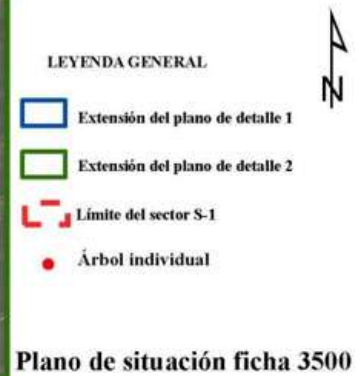 N
LEYENDA GENERAL
Extensión del plano de detalle 1
Extensión del plano de detalle 2
Límite del sector S-1
Árbol individual
Plano de situación ficha 3500